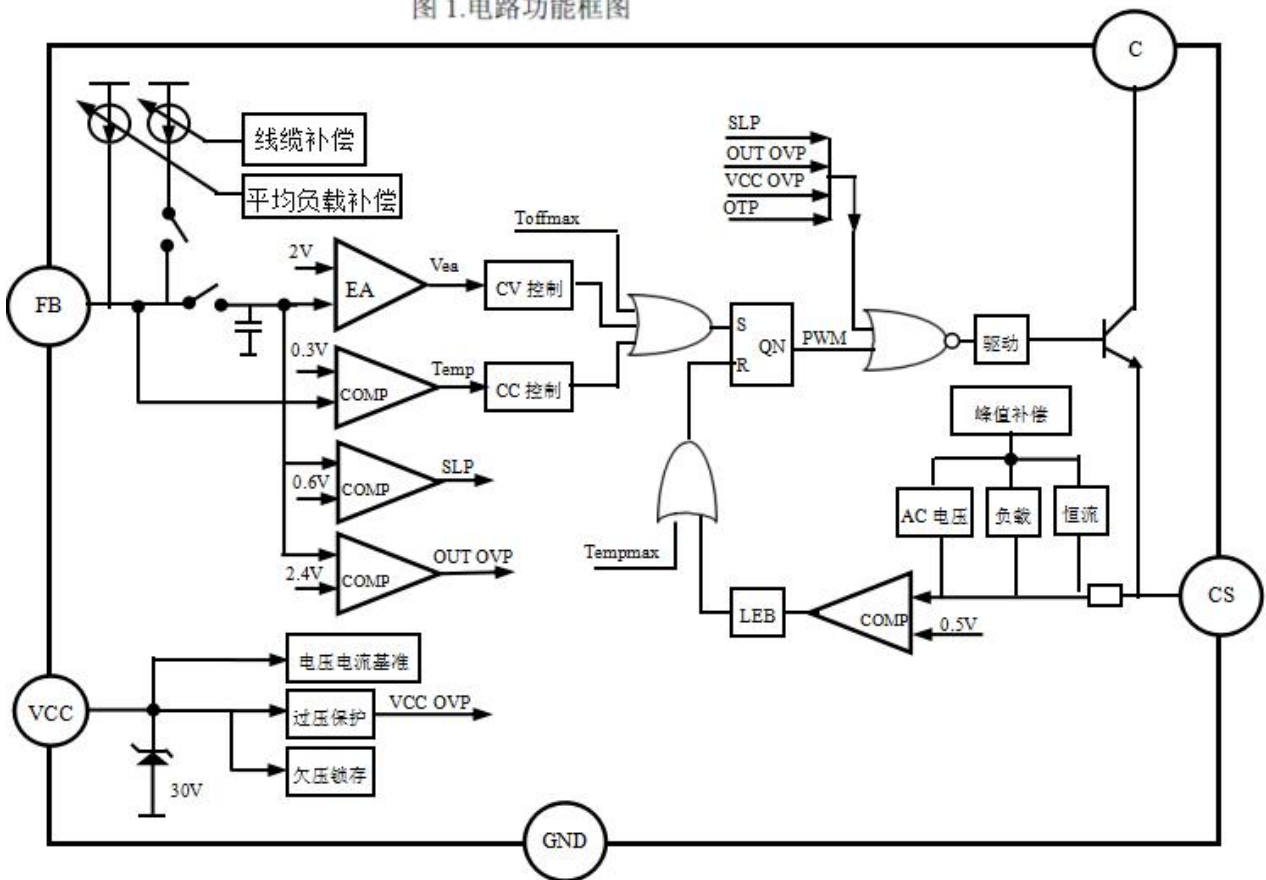 图 1.电路功能框图
C
线缆补偿
平均负载补偿
SLP
OUT OVP
VCC OVP
OTP
Toffmax
2V
EA
Vea
CV 控制
FB
0.3V
COMP
Temp
CC 控制
S
QN
R
PWM
驱动
峰值补偿
AC 电压
负载
恒流
0.6V
COMP
SLP
2.4V
COMP
OUT OVP
Tempmax
LEB
COMP
0.5V
CS
电压电流基准
VCC
过压保护
VCC OVP
欠压锁存
30V
GND